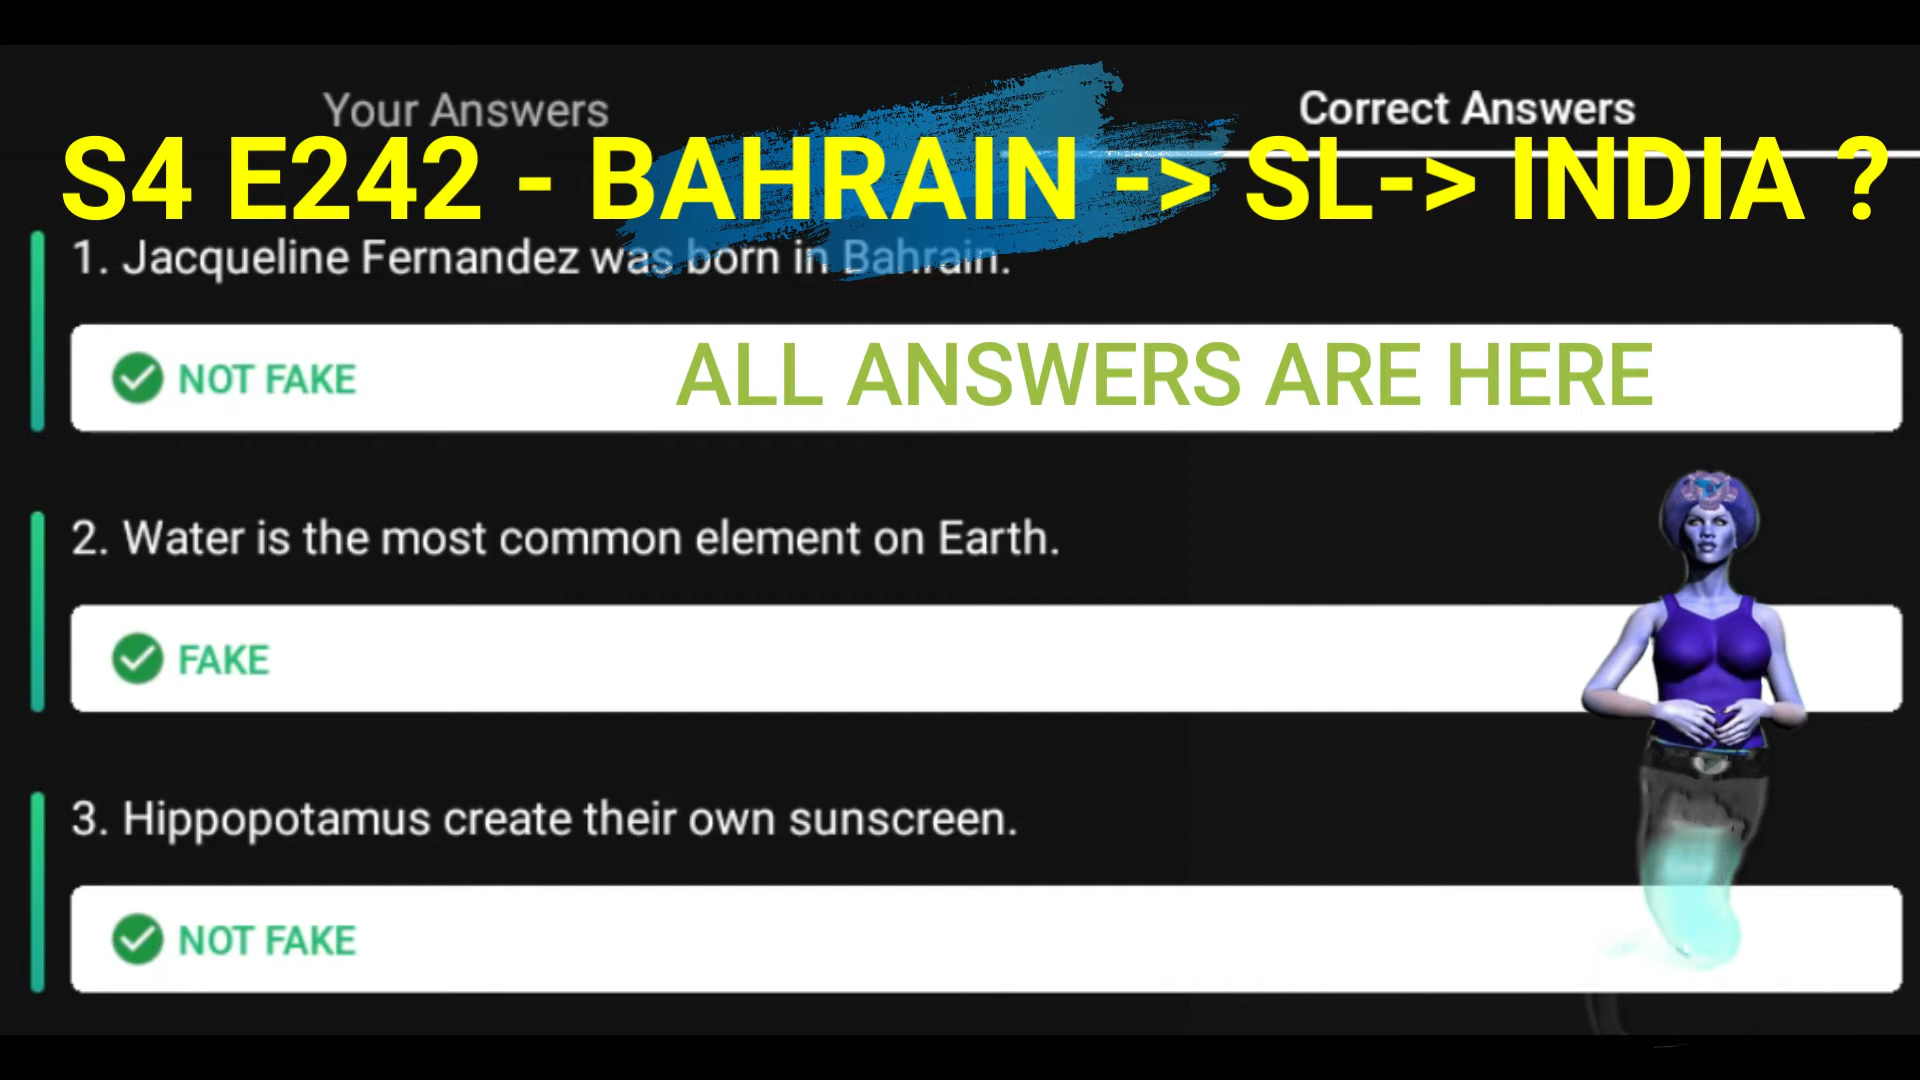 Your Answers
Correct Answers
S4 E242 - BAHRAIN -> SL-> INDIA ?
1. Jacqueline Fernandez was born in Bahrain.
NOT FAKE
ALL ANSWERS ARE HERE
2. Water is the most common element on Earth.
FAKE
3. Hippopotamus create their own sunscreen.
NOT FAKE